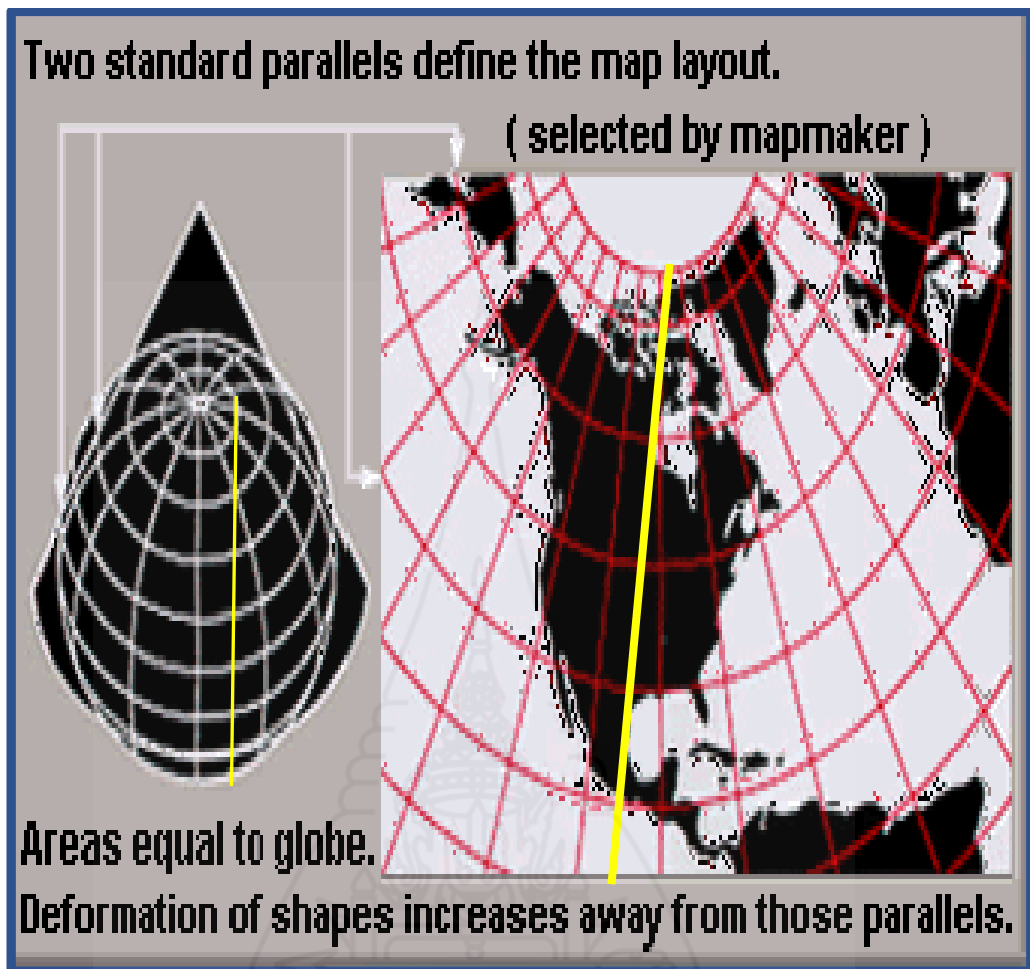 Two standard parallels define the map layout.
( selected by mapmaker )
Areas equal to globe.
Deformation of shapes increases away from those parallels.